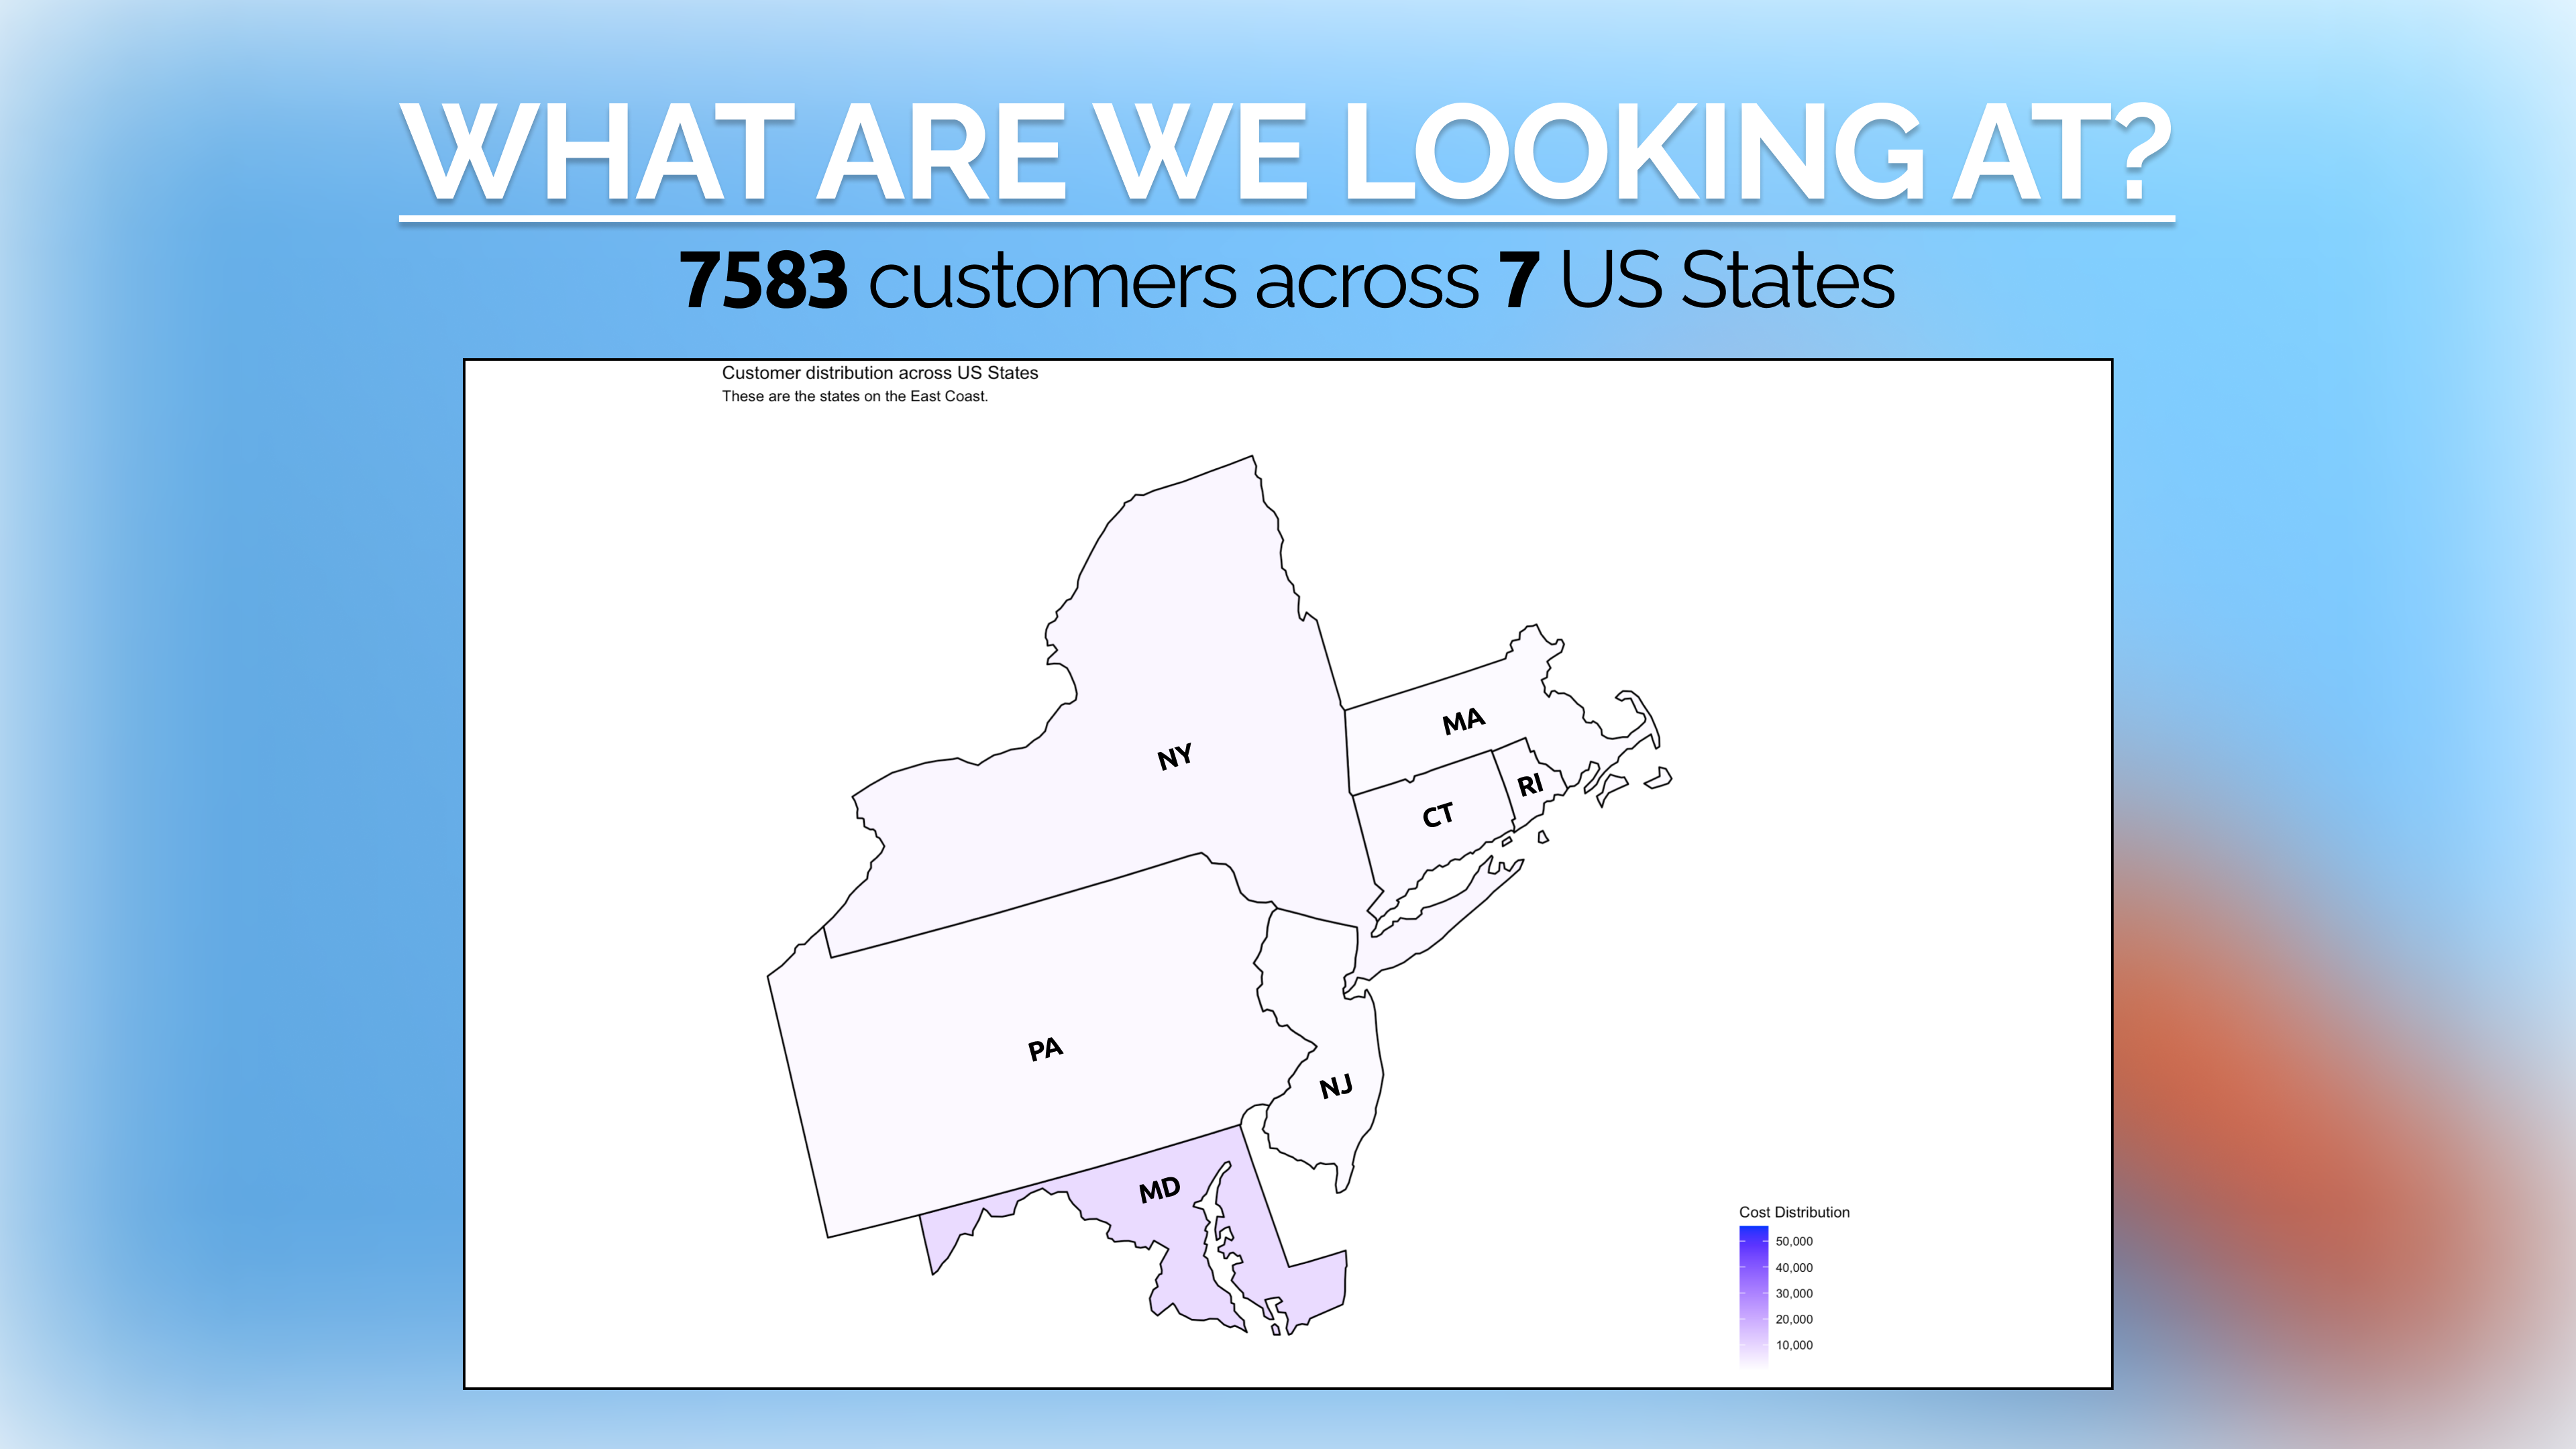 WHAT ARE WE LOOKING AT?
7583 customers across 7 US States
Customer distribution across US States
These are the states on the East Coast.
NY
MA
RI
CT
PA
NJ
MD
Cost Distribution
50,000
40,000
30,000
20,000
10,000